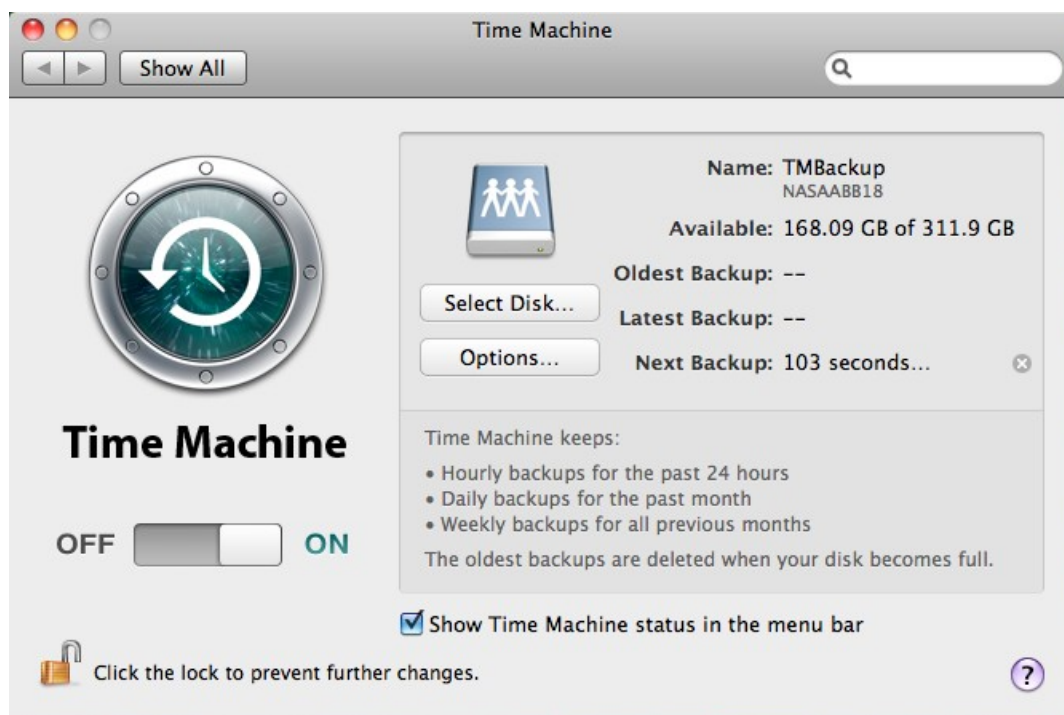 Time Machine
Show All
Name: TMBackup
NASAABB18
Available: 168.09 GB of 311.9 GB
Oldest Backup: --
Select Disk...
Latest Backup: --
Options...
Next Backup: 103 seconds...
Time Machine
Time Machine keeps:
• Hourly backups for the past 24 hours
• Daily backups for the past month
• Weekly backups for all previous months
The oldest backups are deleted when your disk becomes full.
OFF ON
Show Time Machine status in the menu bar
Click the lock to prevent further changes.
?